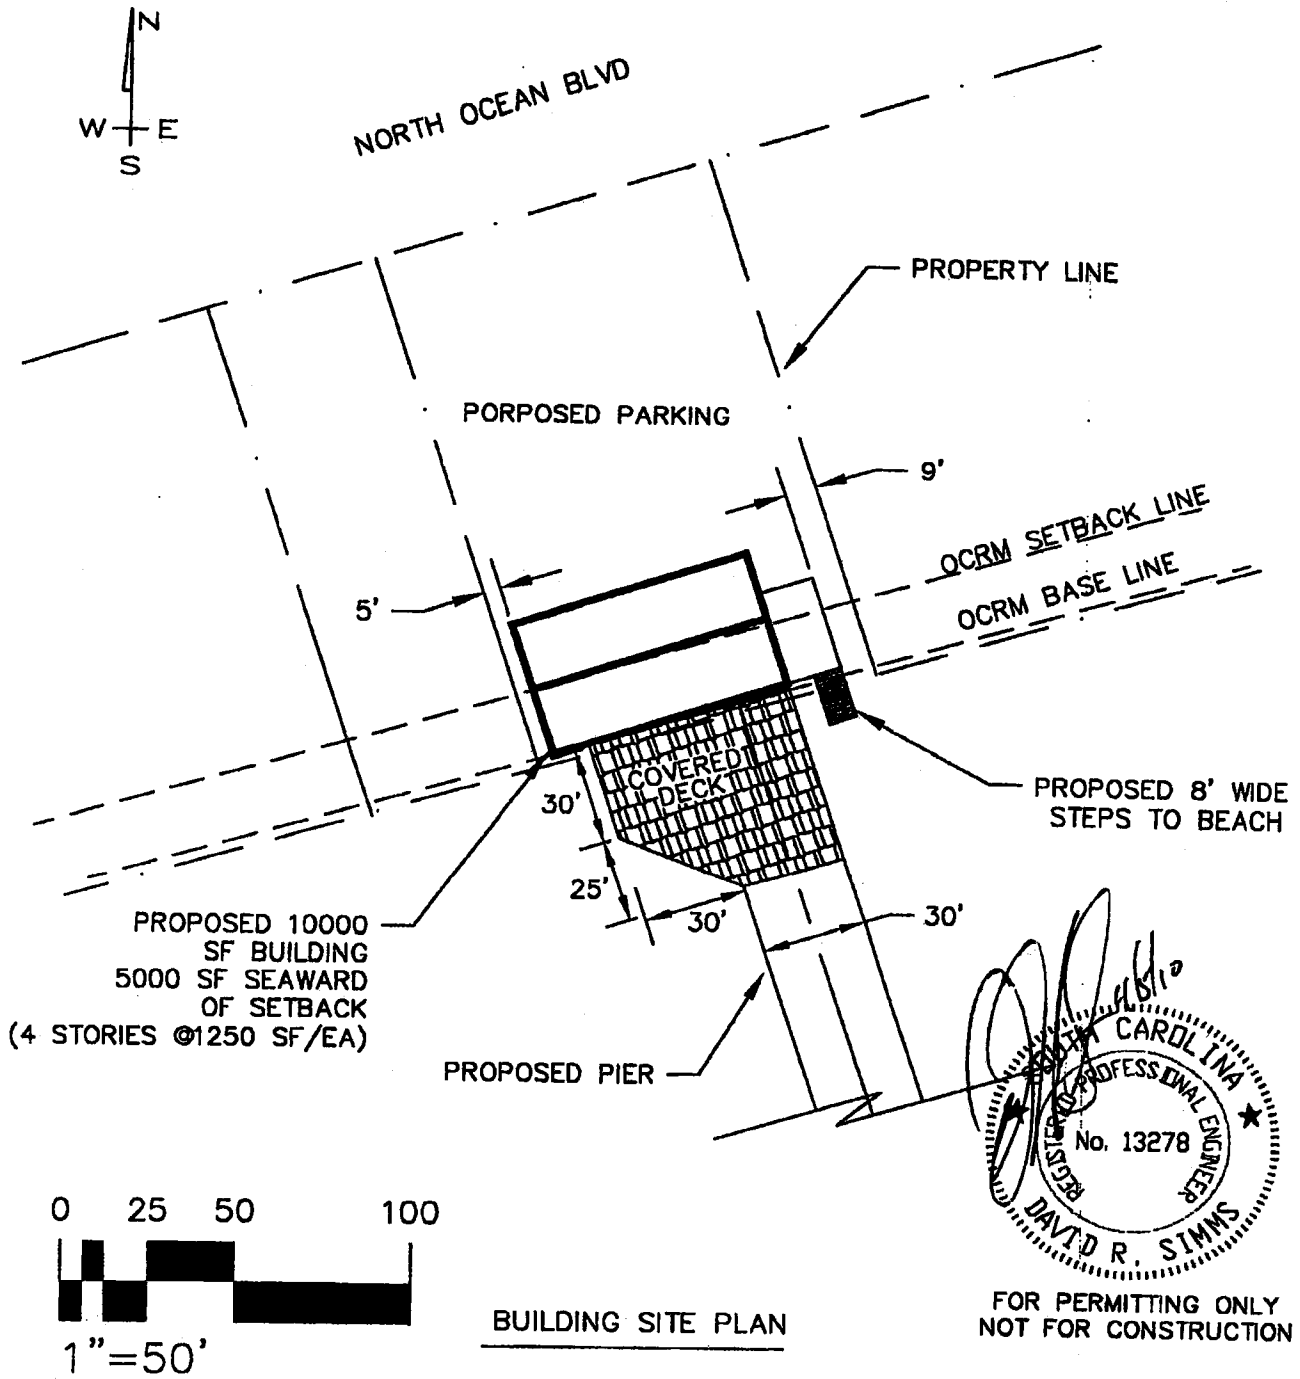 N
W E
S
NORTH OCEAN BLVD
PROPERTY LINE
PORPOSED PARKING
9'
OCRM SETBACK LINE
OCRM BASE LINE
5'
COVERED
DECK
30'
25'
30'
30'
PROPOSED 8' WIDE
STEPS TO BEACH
PROPOSED 10000
SF BUILDING
5000 SF SEAWARD
OF SETBACK
(4 STORIES @1250 SF/EA)
PROPOSED PIER
SOUTH CAROLINA
REGISTERED PROFESSIONAL ENGINEER
No. 13278
DAVID R. SIMMS
0 25 50 100
1"=50'
BUILDING SITE PLAN
FOR PERMITTING ONLY
NOT FOR CONSTRUCTION